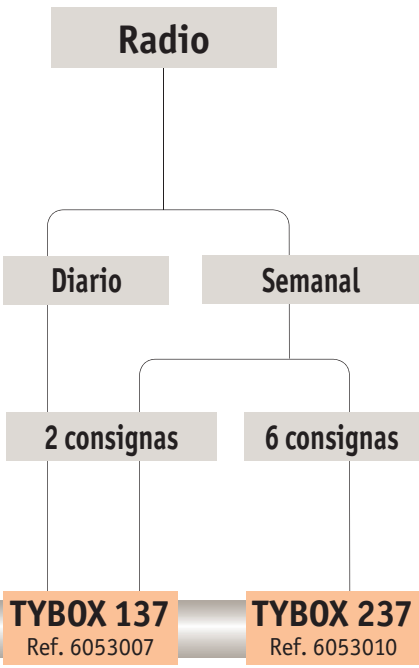 Radio
Diario
Semanal
2 consignas
6 consignas
TYBOX 137
Ref. 6053007
TYBOX 237
Ref. 6053010